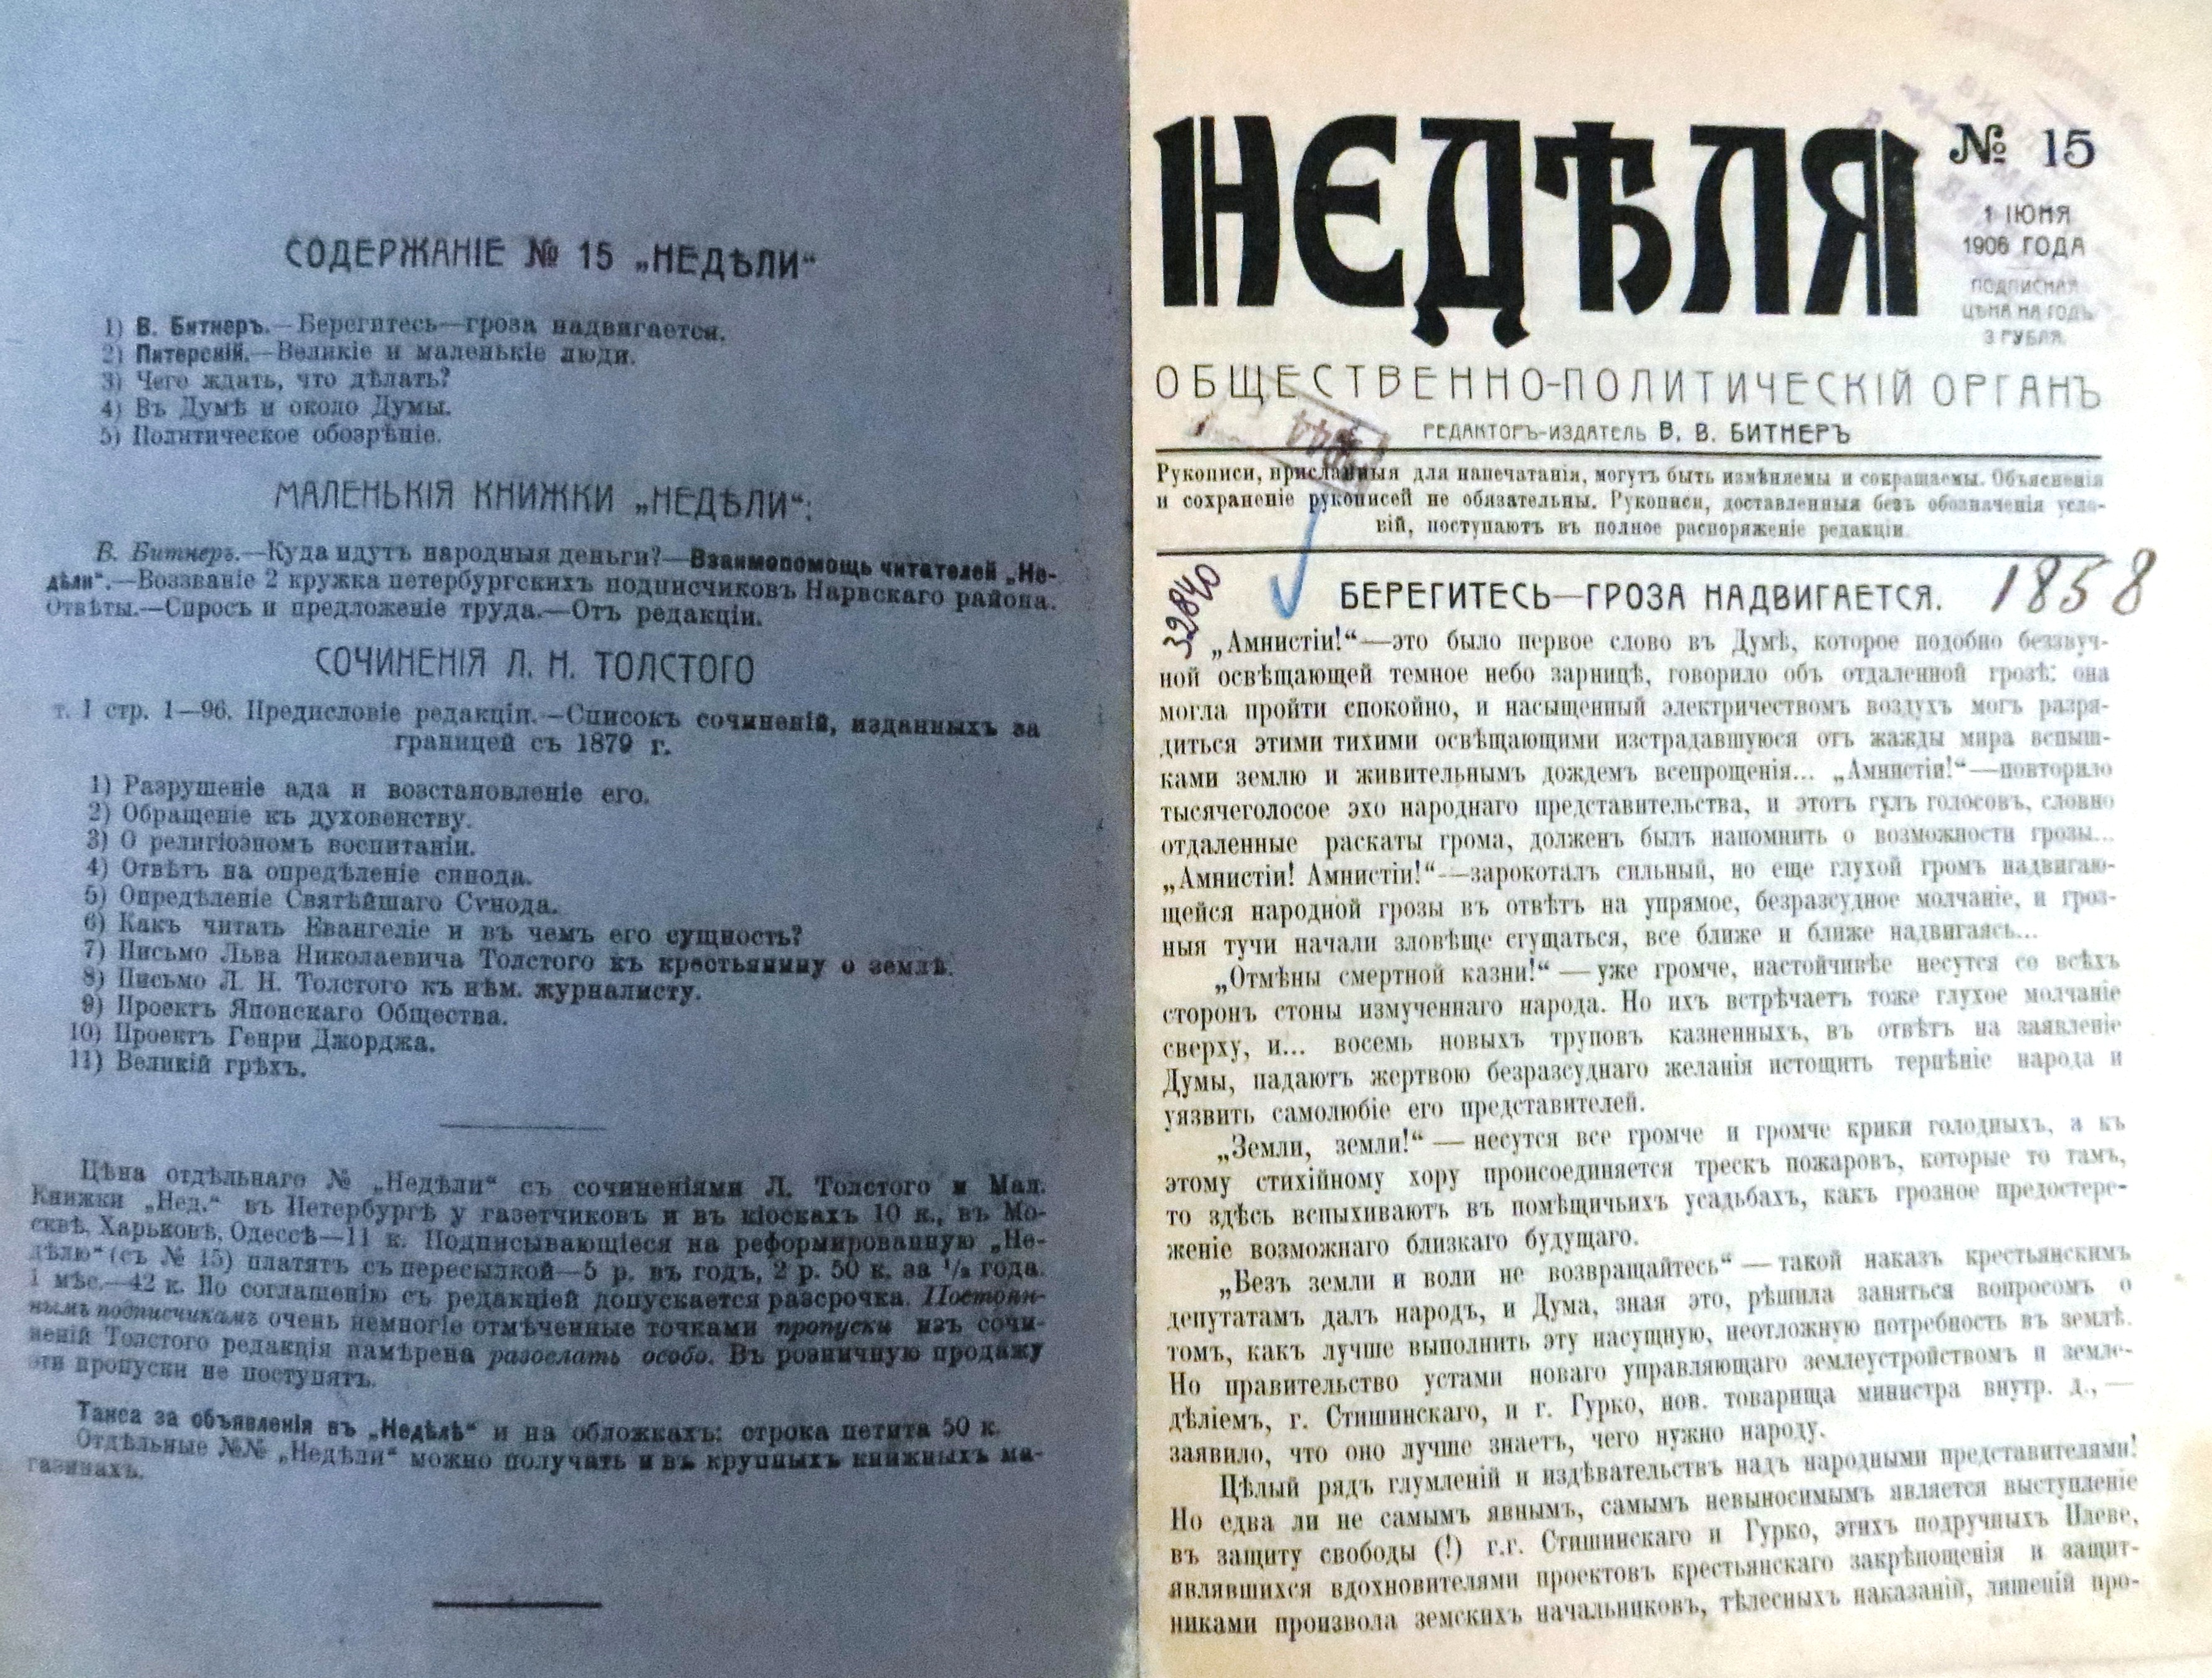 СОДЕРЖАНІЕ № 15 „НЕДѢЛИ“
1) В. Битнеръ.—Берегитесь—гроза надвигается.
2) Питерскій.—Великіе и маленькіе люди.
3) Чего ждать, что дѣлать?
4) Въ Думѣ и около Думы.
5) Политическое обозрѣніе.
МАЛЕНЬКІЯ КНИЖКИ „НЕДѢЛИ“:
В. Битнеръ.—Куда идутъ народныя деньги?—Взаимопомощь читателей „Не-
дѣли“.—Воззваніе 2 кружка петербургскихъ подписчиковъ Нарвскаго района.
Отвѣты.—Спросъ и предложеніе труда.—Отъ редакціи.
СОЧИНЕНІЯ Л. Н. ТОЛСТОГО
т. I стр. 1—96. Предисловіе редакціи.—Списокъ сочиненій, изданныхъ за
границей съ 1879 г.
1) Разрушеніе ада и возстановленіе его.
2) Обращеніе къ духовенству.
3) О религіозномъ воспитаніи.
4) Отвѣтъ на опредѣленіе синода.
5) Опредѣленіе Святѣйшаго Сѵнода.
6) Какъ читать Евангеліе и въ чемъ его сущность?
7) Письмо Льва Николаевича Толстого къ крестьянину о землѣ.
8) Письмо Л. Н. Толстого къ нѣм. журналисту.
9) Проектъ Японскаго Общества.
10) Проектъ Генри Джорджа.
11) Великій грѣхъ.
Цѣна отдѣльнаго № „Недѣли“ съ сочиненіями Л. Толстого и Мал.
Книжки „Нед.“ въ Петербургѣ у газетчиковъ и въ кіоскахъ 10 к., въ Мо-
сквѣ, Харьковѣ, Одессѣ—11 к. Подписывающіеся на реформированную „Не-
дѣлю“ (съ № 15) платятъ съ пересылкой—5 р. въ годъ, 2 р. 50 к. за 1/2 года.
1 мѣс.—42 к. По соглашенію съ редакціей допускается разсрочка. Постоян-
нымъ подписчикамъ очень немногіе отмѣченные точками пропуски изъ сочи-
неній Толстого редакція намѣрена разослать особо. Въ розничную продажу
эти пропуски не поступятъ.
Такса за объявленія въ „Недѣлѣ“ и на обложкахъ: строка петита 50 к.
Отдѣльные №№ „Недѣли“ можно получать и въ крупныхъ книжныхъ ма-
газинахъ.
НЕДѢЛЯ № 15
1 ІЮНЯ
1906 ГОДА
ПОДПИСНАЯ
ЦѢНА НА ГОДЪ
3 РУБЛЯ.
ОБЩЕСТВЕННО-ПОЛИТИЧЕСКІЙ ОРГАНЪ
РЕДАКТОРЪ-ИЗДАТЕЛЬ В. В. БИТНЕРЪ
Рукописи, присланныя для напечатанія, могутъ быть измѣняемы и сокращаемы. Объясненія
и сохраненіе рукописей не обязательны. Рукописи, доставленныя безъ обозначенія усло-
вій, поступаютъ въ полное распоряженіе редакціи.
32840
БЕРЕГИТЕСЬ—ГРОЗА НАДВИГАЕТСЯ. 1858
„Амнистіи!“—это было первое слово въ Думѣ, которое подобно беззвуч-
ной освѣщающей темное небо зарницѣ, говорило объ отдаленной грозѣ: она
могла пройти спокойно, и насыщенный электричествомъ воздухъ могъ разря-
диться этими тихими освѣщающими изстрадавшуюся отъ жажды мира вспыш-
ками землю и живительнымъ дождемъ всепрощенія... „Амнистіи!“—повторило
тысячеголосое эхо народнаго представительства, и этотъ гулъ голосовъ, словно
отдаленные раскаты грома, долженъ былъ напомнить о возможности грозы...
„Амнистіи! Амнистіи!“—зарокоталъ сильный, но еще глухой громъ надвигаю-
щейся народной грозы въ отвѣтъ на упрямое, безразсудное молчаніе, и гроз-
ныя тучи начали зловѣще сгущаться, все ближе и ближе надвигаясь...
„Отмѣны смертной казни!“ — уже громче, настойчивѣе несутся со всѣхъ
сторонъ стоны измученнаго народа. Но ихъ встрѣчаетъ тоже глухое молчаніе
сверху, и... восемь новыхъ труповъ казненныхъ, въ отвѣтъ на заявленіе
Думы, падаютъ жертвою безразсуднаго желанія истощить терпѣніе народа и
уязвить самолюбіе его представителей.
„Земли, земли!“ — несутся все громче и громче крики голодныхъ, а къ
этому стихійному хору происоединяется трескъ пожаровъ, которые то тамъ,
то здѣсь вспыхиваютъ въ помѣщичьихъ усадьбахъ, какъ грозное предостере-
женіе возможнаго близкаго будущаго.
„Безъ земли и воли не возвращайтесь“ — такой наказъ крестьянскимъ
депутатамъ далъ народъ, и Дума, зная это, рѣшила заняться вопросомъ о
томъ, какъ лучше выполнить эту насущную, неотложную потребность въ землѣ.
Но правительство устами новаго управляющаго землеустройствомъ и земле-
дѣліемъ, г. Стишинскаго, и г. Гурко, нов. товарища министра внутр. д., —
заявило, что оно лучше знаетъ, чего нужно народу.
Цѣлый рядъ глумленій и издѣвательствъ надъ народными представителями!
Но едва ли не самымъ явнымъ, самымъ невыносимымъ является выступленіе
въ защиту свободы (!) г.г. Стишинскаго и Гурко, этихъ подручныхъ Плеве,
являвшихся вдохновителями проектовъ крестьянскаго закрѣпощенія и защит-
никами произвола земскихъ начальниковъ, тѣлесныхъ наказаній, лишеній про-